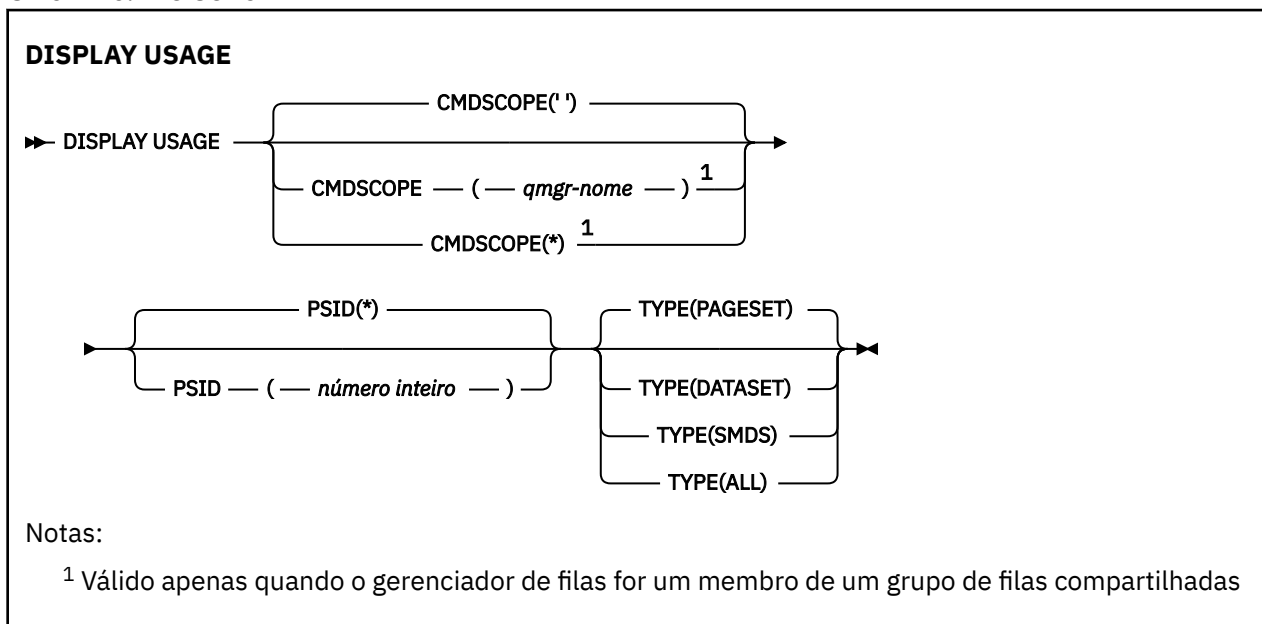 DISPLAY USAGE
CMDSCOPE(' ')
DISPLAY USAGE
CMDSCOPE ( qmgr-nome ) 1
CMDSCOPE(*) 1
PSID(*)
TYPE(PAGESET)
PSID ( número inteiro )
TYPE(DATASET)
TYPE(SMDS)
TYPE(ALL)
Notas:
1 Válido apenas quando o gerenciador de filas for um membro de um grupo de filas compartilhadas